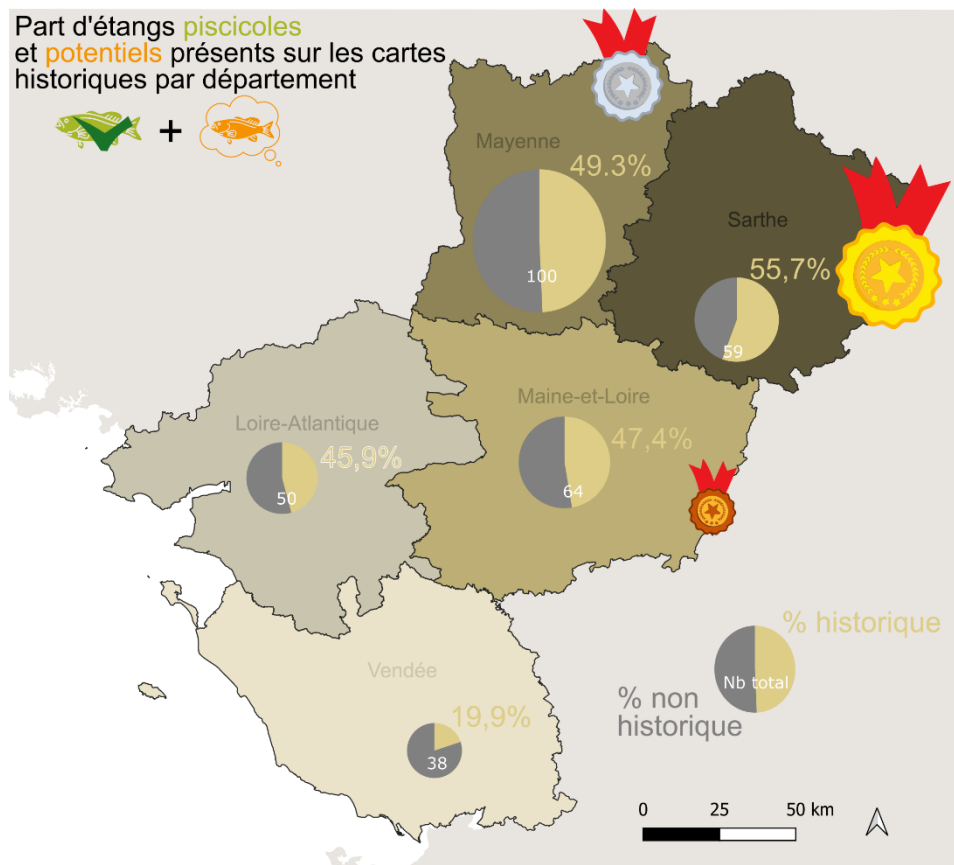 Part d'étangs piscicoles
et potentiels présents sur les cartes
historiques par département
+
Mayenne
49.3%
100
Sarthe
55,7%
59
Maine-et-Loire
47,4%
64
Loire-Atlantique
45,9%
50
Vendée
19,9%
38
% historique
Nb total
% non
historique
0 25 50 km